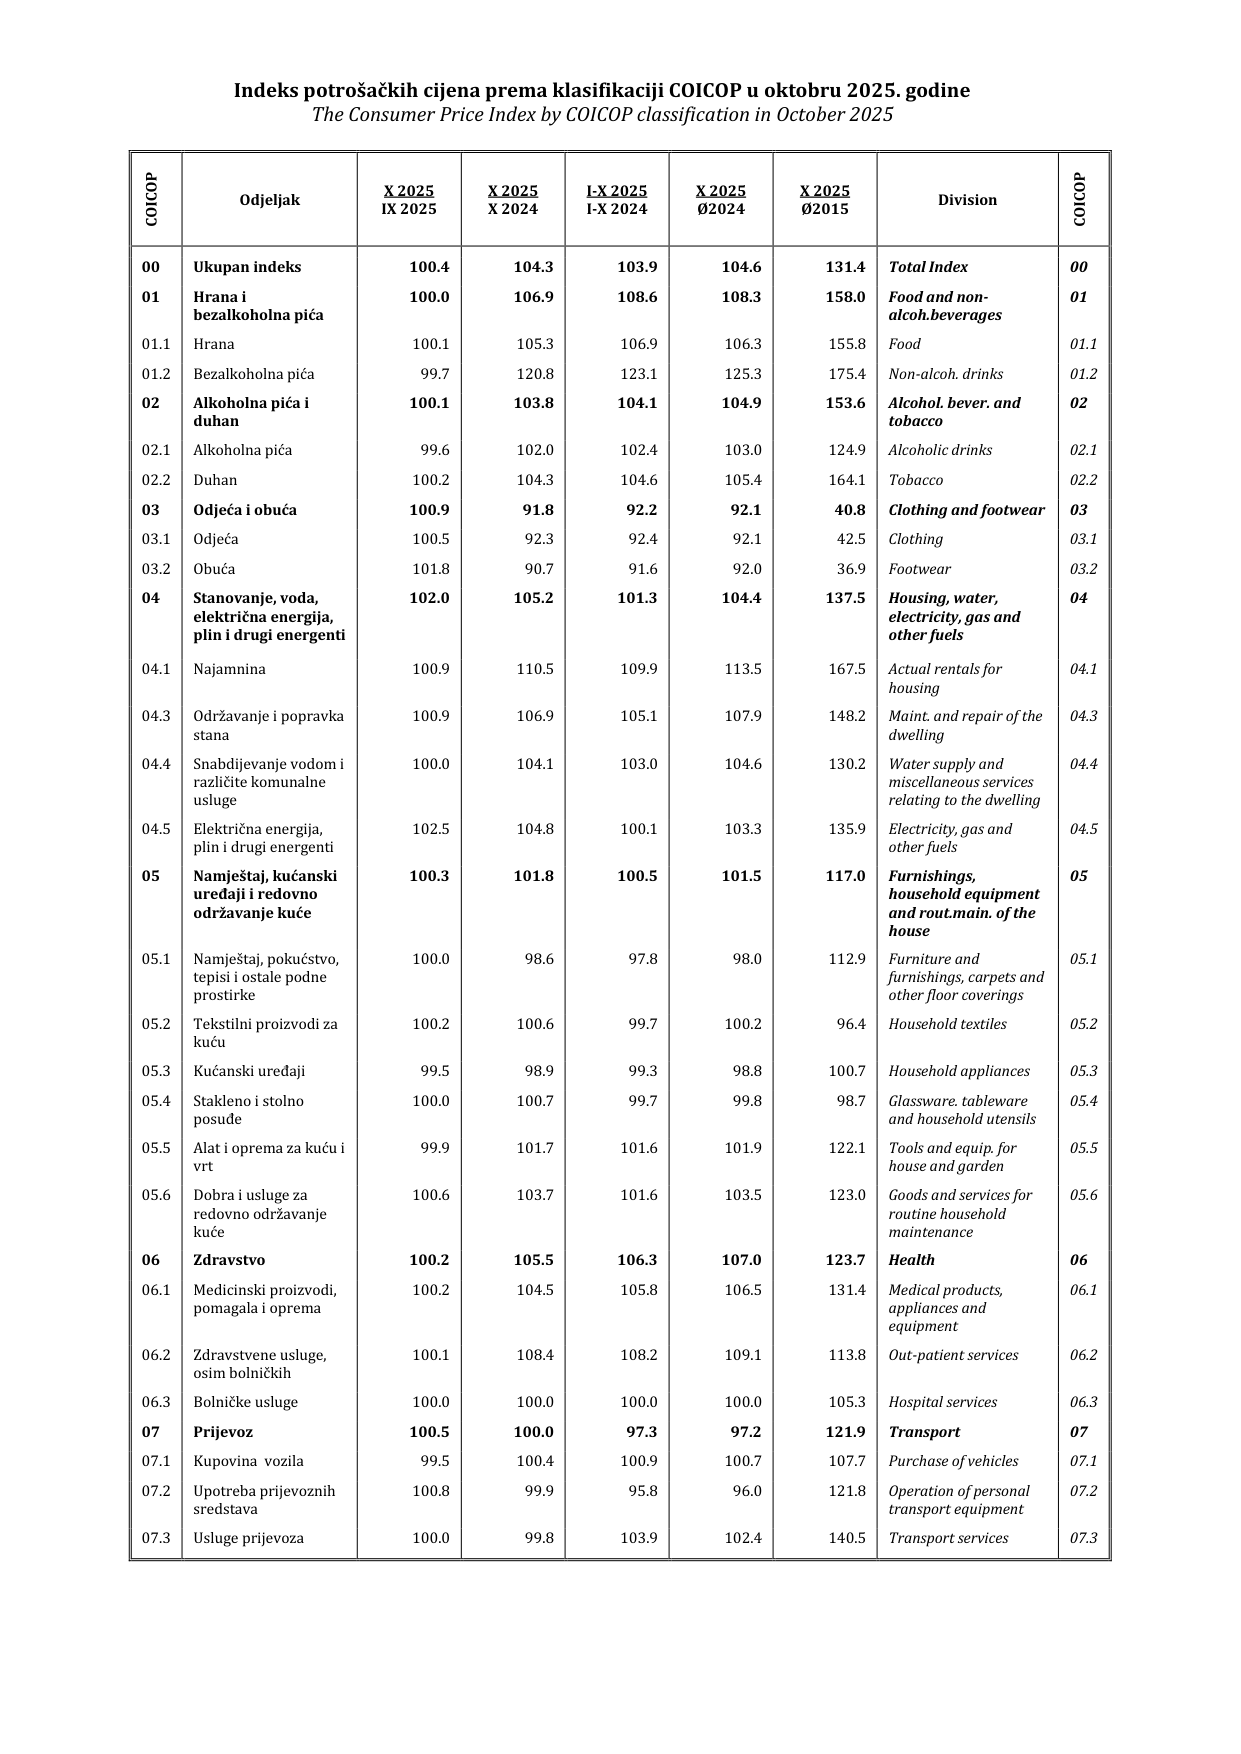 Indeks potrošačkih cijena prema klasifikaciji COICOP u oktobru 2025. godine
The Consumer Price Index by COICOP classification in October 2025
COICOP Odjeljak X 2025 X 2025 I-X 2025 X 2025 X 2025 Division COICOP
IX 2025 X 2024 I-X 2024 Ø2024 Ø2015
00 Ukupan indeks 100.4 104.3 103.9 104.6 131.4 Total Index 00
01 Hrana i 100.0 106.9 108.6 108.3 158.0 Food and non- 01
bezalkoholna pića alcoh.beverages
01.1 Hrana 100.1 105.3 106.9 106.3 155.8 Food 01.1
01.2 Bezalkoholna pića 99.7 120.8 123.1 125.3 175.4 Non-alcoh. drinks 01.2
02 Alkoholna pića i 100.1 103.8 104.1 104.9 153.6 Alcohol. bever. and 02
duhan tobacco
02.1 Alkoholna pića 99.6 102.0 102.4 103.0 124.9 Alcoholic drinks 02.1
02.2 Duhan 100.2 104.3 104.6 105.4 164.1 Tobacco 02.2
03 Odjeća i obuća 100.9 91.8 92.2 92.1 40.8 Clothing and footwear 03
03.1 Odjeća 100.5 92.3 92.4 92.1 42.5 Clothing 03.1
03.2 Obuća 101.8 90.7 91.6 92.0 36.9 Footwear 03.2
04 Stanovanje, voda, 102.0 105.2 101.3 104.4 137.5 Housing, water, 04
električna energija, electricity, gas and
plin i drugi energenti other fuels
04.1 Najamnina 100.9 110.5 109.9 113.5 167.5 Actual rentals for 04.1
housing
04.3 Održavanje i popravka 100.9 106.9 105.1 107.9 148.2 Maint. and repair of the 04.3
stana dwelling
04.4 Snabdijevanje vodom i 100.0 104.1 103.0 104.6 130.2 Water supply and 04.4
različite komunalne miscellaneous services
usluge relating to the dwelling
04.5 Električna energija, 102.5 104.8 100.1 103.3 135.9 Electricity, gas and 04.5
plin i drugi energenti other fuels
05 Namještaj, kućanski 100.3 101.8 100.5 101.5 117.0 Furnishings, 05
uređaji i redovno household equipment
održavanje kuće and rout.main. of the
house
05.1 Namještaj, pokućstvo, 100.0 98.6 97.8 98.0 112.9 Furniture and 05.1
tepisi i ostale podne furnishings, carpets and
prostirke other floor coverings
05.2 Tekstilni proizvodi za 100.2 100.6 99.7 100.2 96.4 Household textiles 05.2
kuću
05.3 Kućanski uređaji 99.5 98.9 99.3 98.8 100.7 Household appliances 05.3
05.4 Stakleno i stolno 100.0 100.7 99.7 99.8 98.7 Glassware. tableware 05.4
posuđe and household utensils
05.5 Alat i oprema za kuću i 99.9 101.7 101.6 101.9 122.1 Tools and equip. for 05.5
vrt house and garden
05.6 Dobra i usluge za 100.6 103.7 101.6 103.5 123.0 Goods and services for 05.6
redovno održavanje routine household
kuće maintenance
06 Zdravstvo 100.2 105.5 106.3 107.0 123.7 Health 06
06.1 Medicinski proizvodi, 100.2 104.5 105.8 106.5 131.4 Medical products, 06.1
pomagala i oprema appliances and
equipment
06.2 Zdravstvene usluge, 100.1 108.4 108.2 109.1 113.8 Out-patient services 06.2
osim bolničkih
06.3 Bolničke usluge 100.0 100.0 100.0 100.0 105.3 Hospital services 06.3
07 Prijevoz 100.5 100.0 97.3 97.2 121.9 Transport 07
07.1 Kupovina vozila 99.5 100.4 100.9 100.7 107.7 Purchase of vehicles 07.1
07.2 Upotreba prijevoznih 100.8 99.9 95.8 96.0 121.8 Operation of personal 07.2
sredstava transport equipment
07.3 Usluge prijevoza 100.0 99.8 103.9 102.4 140.5 Transport services 07.3